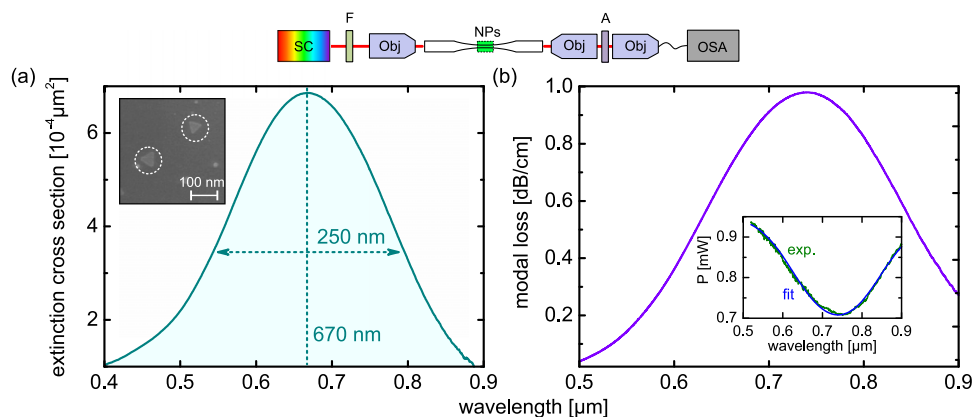 F
A
SC
Obj
NPs
Obj
Obj
OSA
(a)
(b)
extinction cross section [10⁻⁴µm²]
6
4
2
100 nm
250 nm
670 nm
0.4
0.5
0.6
0.7
0.8
0.9
modal loss [dB/cm]
1.0
0.8
0.6
0.4
0.2
0.5
0.6
0.7
0.8
0.9
P [mW]
0.9
0.8
0.7
exp.
fit
0.5
0.6
0.7
0.8
0.9
wavelength [µm]
wavelength [µm]